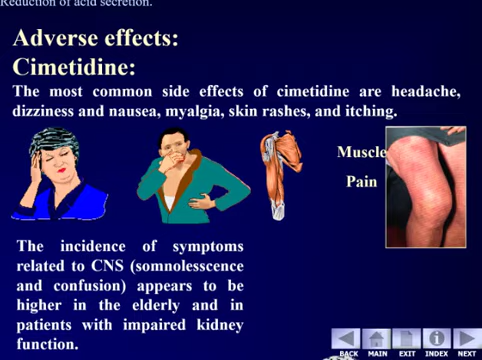 Reduction of acid secretion.
Adverse effects:
Cimetidine:
The most common side effects of cimetidine are headache,
dizziness and nausea, myalgia, skin rashes, and itching.
Muscle
Pain
The incidence of symptoms
related to CNS (somnolesscence
and confusion) appears to be
higher in the elderly and in
patients with impaired kidney
function.
BACK MAIN EXIT INDEX NEXT